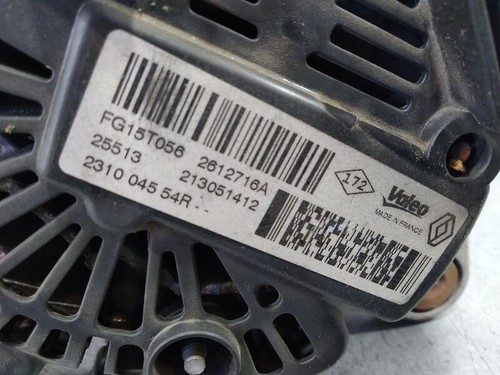 FG15T056 2612716A
25513 213051412
2310 045 54R--
172
Valeo
MADE IN FRANCE